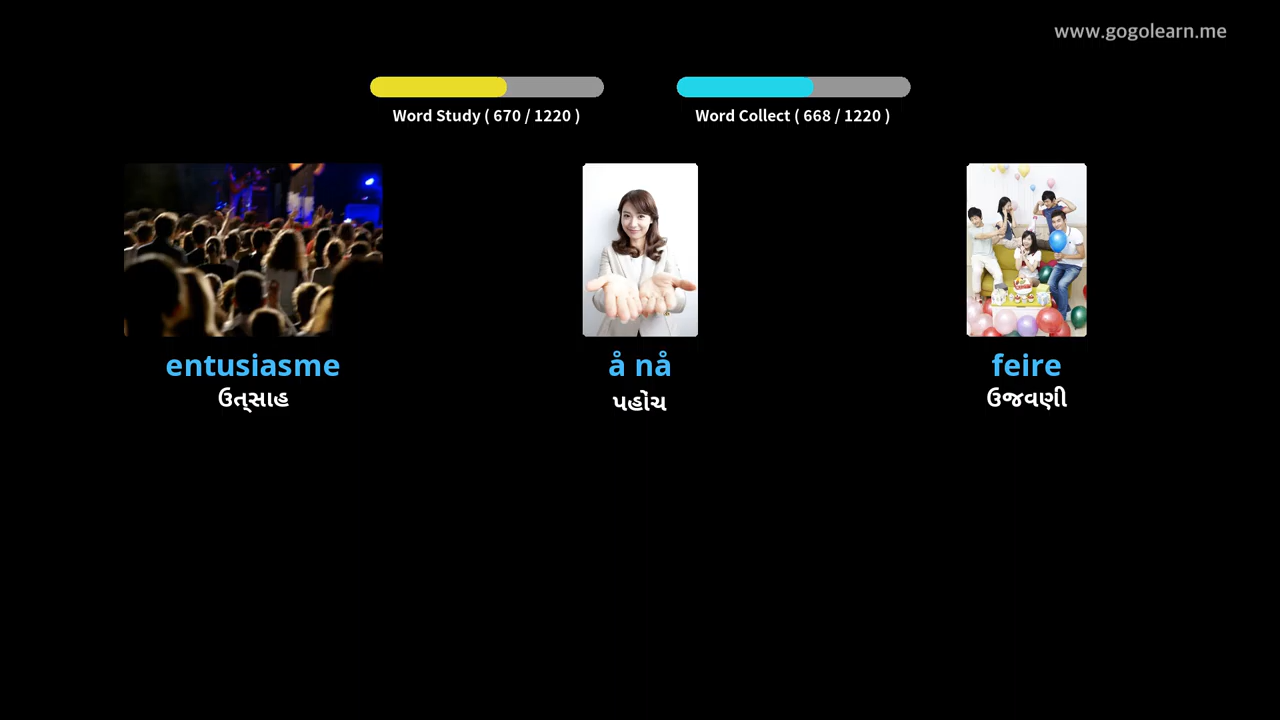 www.gogolearn.me
Word Study ( 670 / 1220 )
Word Collect ( 668 / 1220 )
entusiasme
ઉત્સાહ
å nå
પહોંચ
feire
ઉજવણી